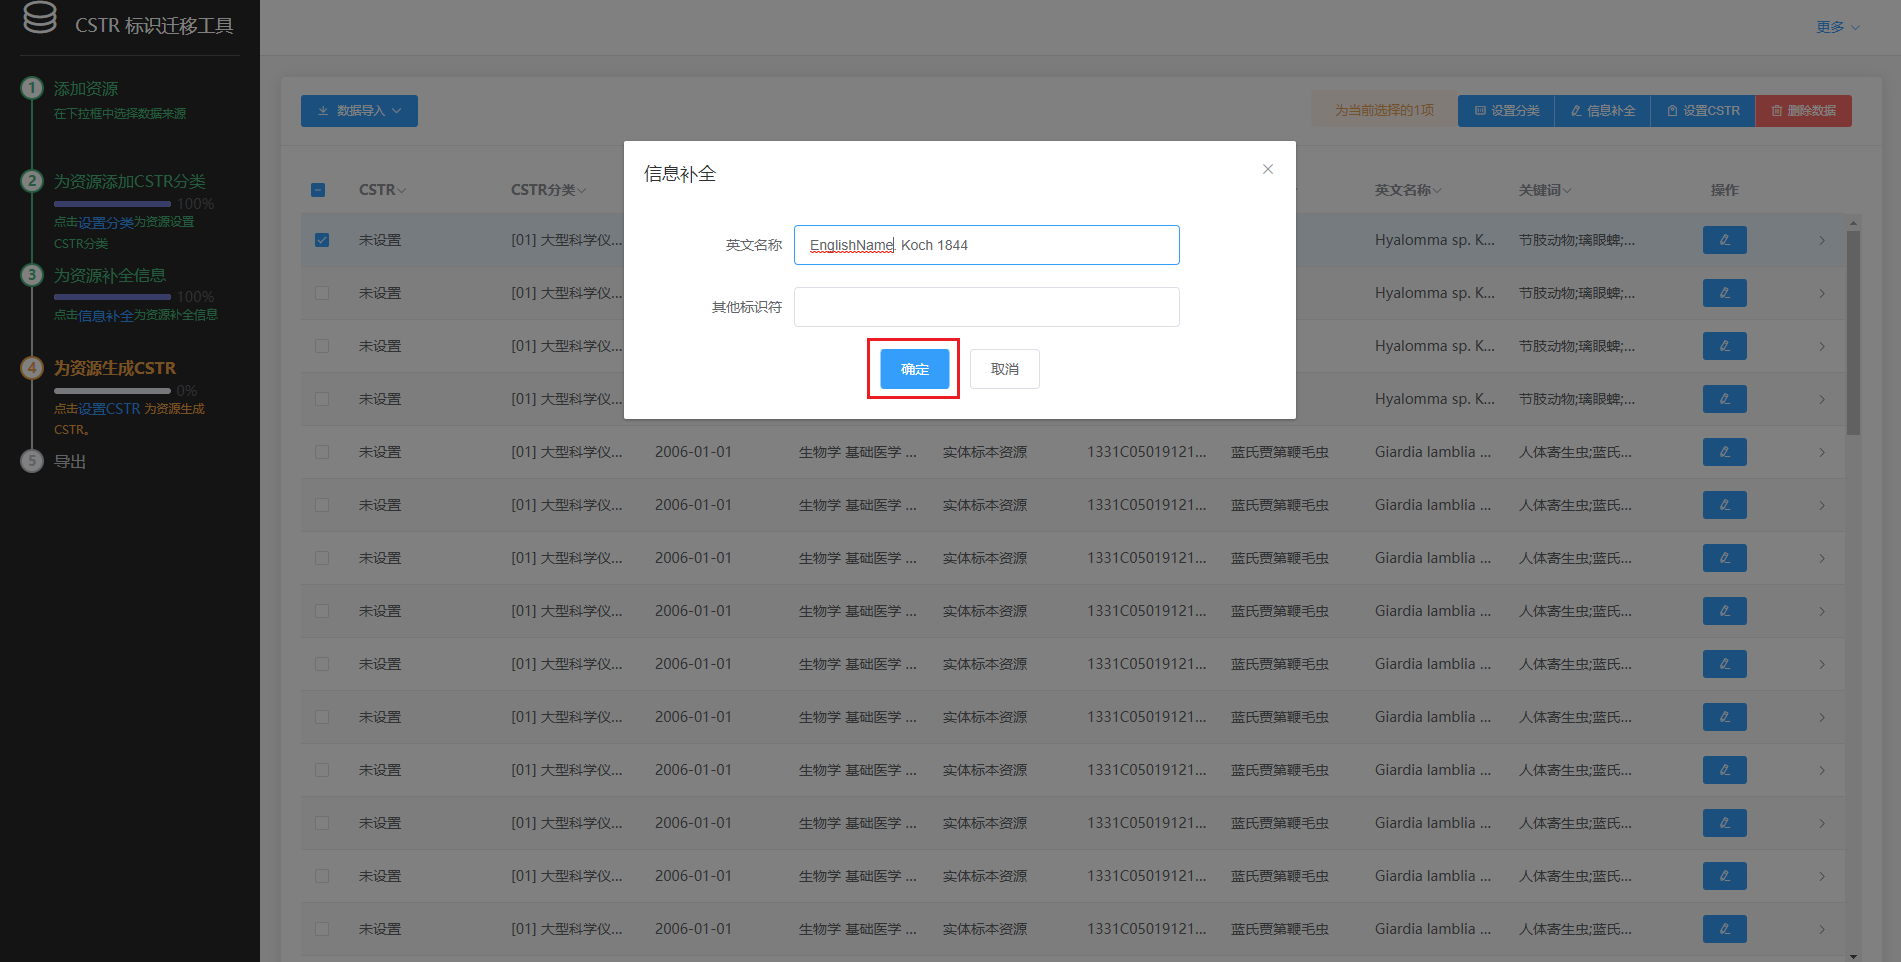 CSTR 标识迁移工具
更多
1 添加资源
在下拉框中选择数据来源
2 为资源添加CSTR分类
100%
点击设置分类为资源设置
CSTR分类
3 为资源补全信息
100%
点击信息补全为资源补全信息
4 为资源生成CSTR
0%
点击设置CSTR 为资源生成
CSTR。
5 导出
数据导入
为当前选择的1项 设置分类 信息补全 设置CSTR 删除数据
CSTR CSTR分类 英文名称 关键词 操作
信息补全
英文名称 EnglishName Koch 1844
其他标识符
确定 取消
未设置 [01] 大型科学仪... Hyalomma sp. K... 节肢动物;璃眼蜱;...
未设置 [01] 大型科学仪... Hyalomma sp. K... 节肢动物;璃眼蜱;...
未设置 [01] 大型科学仪... Hyalomma sp. K... 节肢动物;璃眼蜱;...
未设置 [01] 大型科学仪... Hyalomma sp. K... 节肢动物;璃眼蜱;...
未设置 [01] 大型科学仪... 2006-01-01 生物学 基础医学 ... 实体标本资源 1331C05019121... 蓝氏贾第鞭毛虫 Giardia lamblia ... 人体寄生虫;蓝氏...
未设置 [01] 大型科学仪... 2006-01-01 生物学 基础医学 ... 实体标本资源 1331C05019121... 蓝氏贾第鞭毛虫 Giardia lamblia ... 人体寄生虫;蓝氏...
未设置 [01] 大型科学仪... 2006-01-01 生物学 基础医学 ... 实体标本资源 1331C05019121... 蓝氏贾第鞭毛虫 Giardia lamblia ... 人体寄生虫;蓝氏...
未设置 [01] 大型科学仪... 2006-01-01 生物学 基础医学 ... 实体标本资源 1331C05019121... 蓝氏贾第鞭毛虫 Giardia lamblia ... 人体寄生虫;蓝氏...
未设置 [01] 大型科学仪... 2006-01-01 生物学 基础医学 ... 实体标本资源 1331C05019121... 蓝氏贾第鞭毛虫 Giardia lamblia ... 人体寄生虫;蓝氏...
未设置 [01] 大型科学仪... 2006-01-01 生物学 基础医学 ... 实体标本资源 1331C05019121... 蓝氏贾第鞭毛虫 Giardia lamblia ... 人体寄生虫;蓝氏...
未设置 [01] 大型科学仪... 2006-01-01 生物学 基础医学 ... 实体标本资源 1331C05019121... 蓝氏贾第鞭毛虫 Giardia lamblia ... 人体寄生虫;蓝氏...
未设置 [01] 大型科学仪... 2006-01-01 生物学 基础医学 ... 实体标本资源 1331C05019121... 蓝氏贾第鞭毛虫 Giardia lamblia ... 人体寄生虫;蓝氏...
未设置 [01] 大型科学仪... 2006-01-01 生物学 基础医学 ... 实体标本资源 1331C05019121... 蓝氏贾第鞭毛虫 Giardia lamblia ... 人体寄生虫;蓝氏...
未设置 [01] 大型科学仪... 2006-01-01 生物学 基础医学 ... 实体标本资源 1331C05019121... 蓝氏贾第鞭毛虫 Giardia lamblia ... 人体寄生虫;蓝氏...